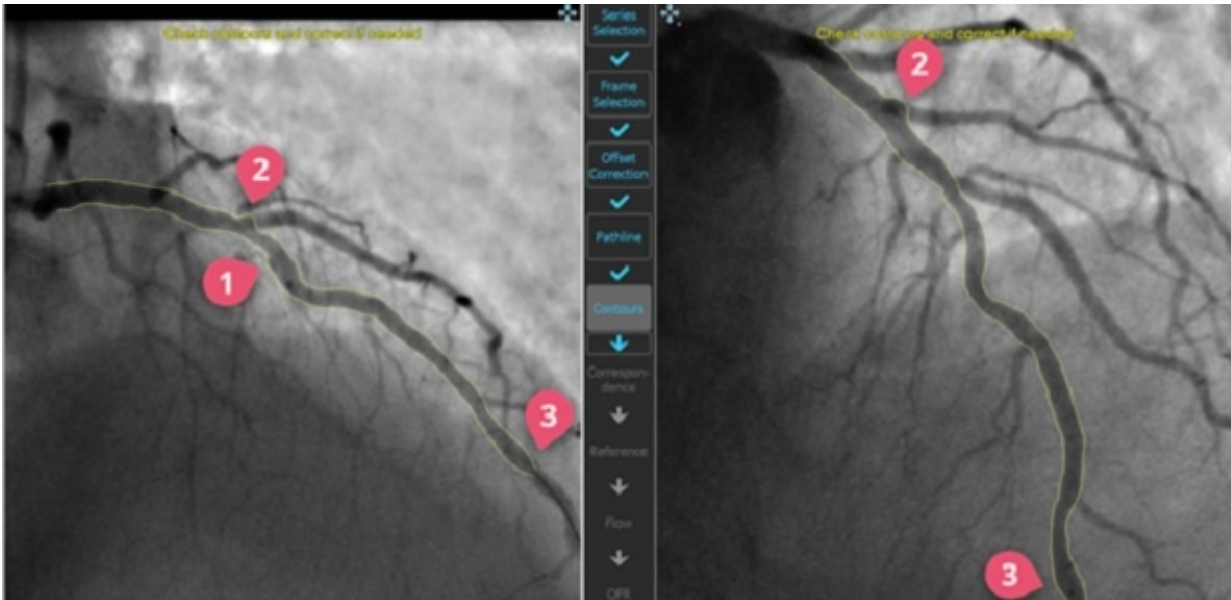 Check contours and correct if needed
2
1
3
Series
Selection
Frame
Selection
Offset
Correction
Pathline
Contours
Correspon-
dence
Reference
Flow
QFR
Check contours and correct if needed
2
3